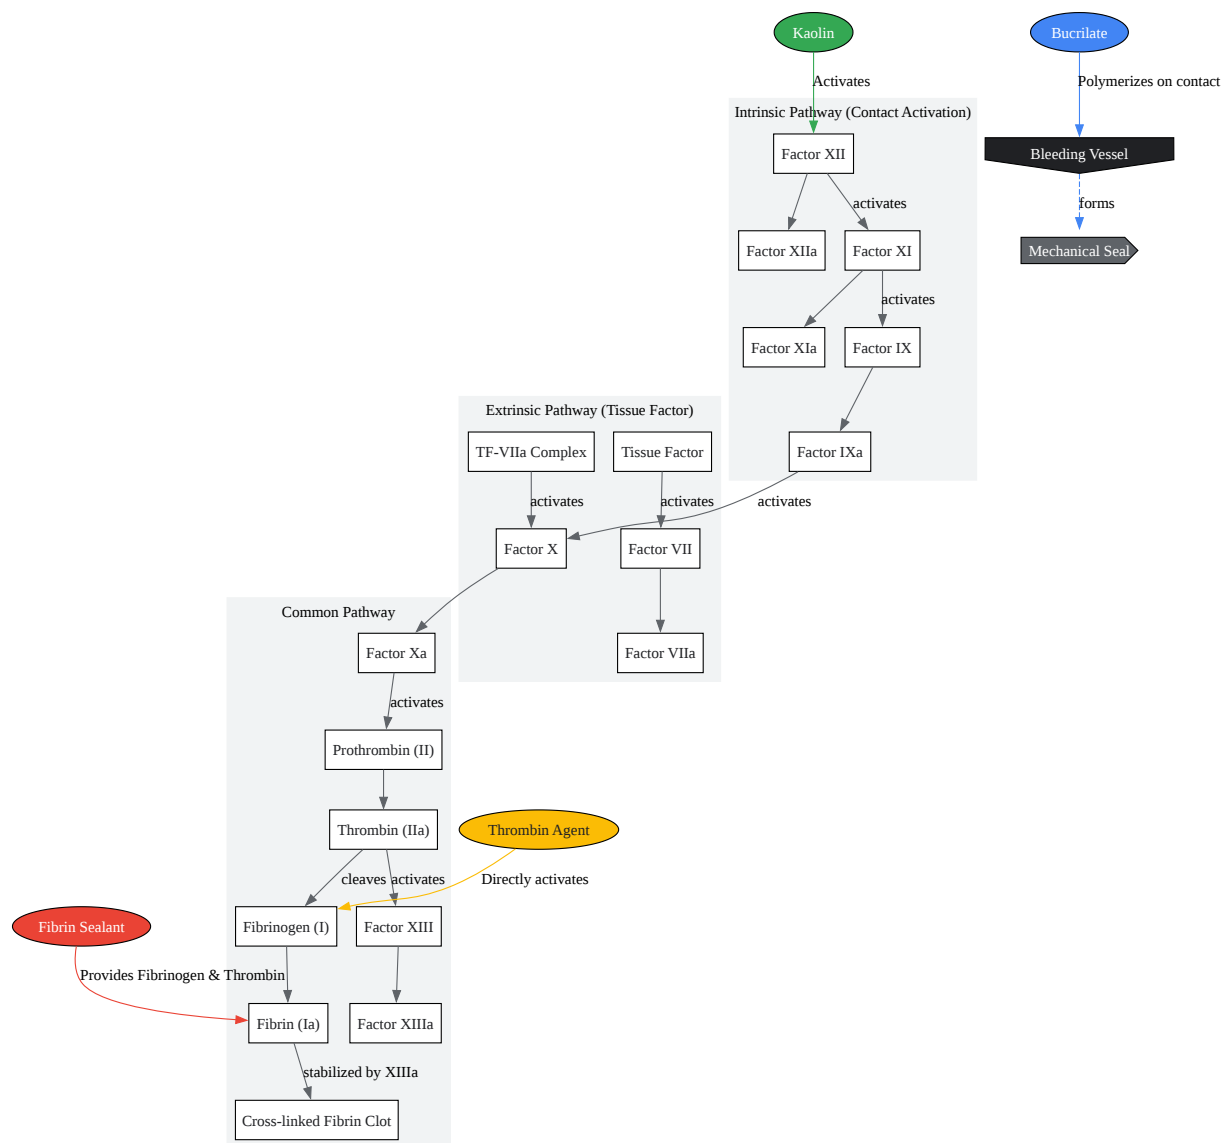 Kaolin
Bucrilate
Activates
Polymerizes on contact
Intrinsic Pathway (Contact Activation)
Factor XII
Bleeding Vessel
activates
forms
Factor XIIa
Factor XI
Mechanical Seal
activates
Factor XIa
Factor IX
Extrinsic Pathway (Tissue Factor)
TF-VIIa Complex
Tissue Factor
Factor IXa
activates
activates
activates
Factor X
Factor VII
Common Pathway
Factor Xa
Factor VIIa
activates
Prothrombin (II)
Thrombin (IIa)
Thrombin Agent
cleaves
activates
Directly activates
Fibrin Sealant
Fibrinogen (I)
Factor XIII
Provides Fibrinogen & Thrombin
Fibrin (Ia)
Factor XIIIa
stabilized by XIIIa
Cross-linked Fibrin Clot